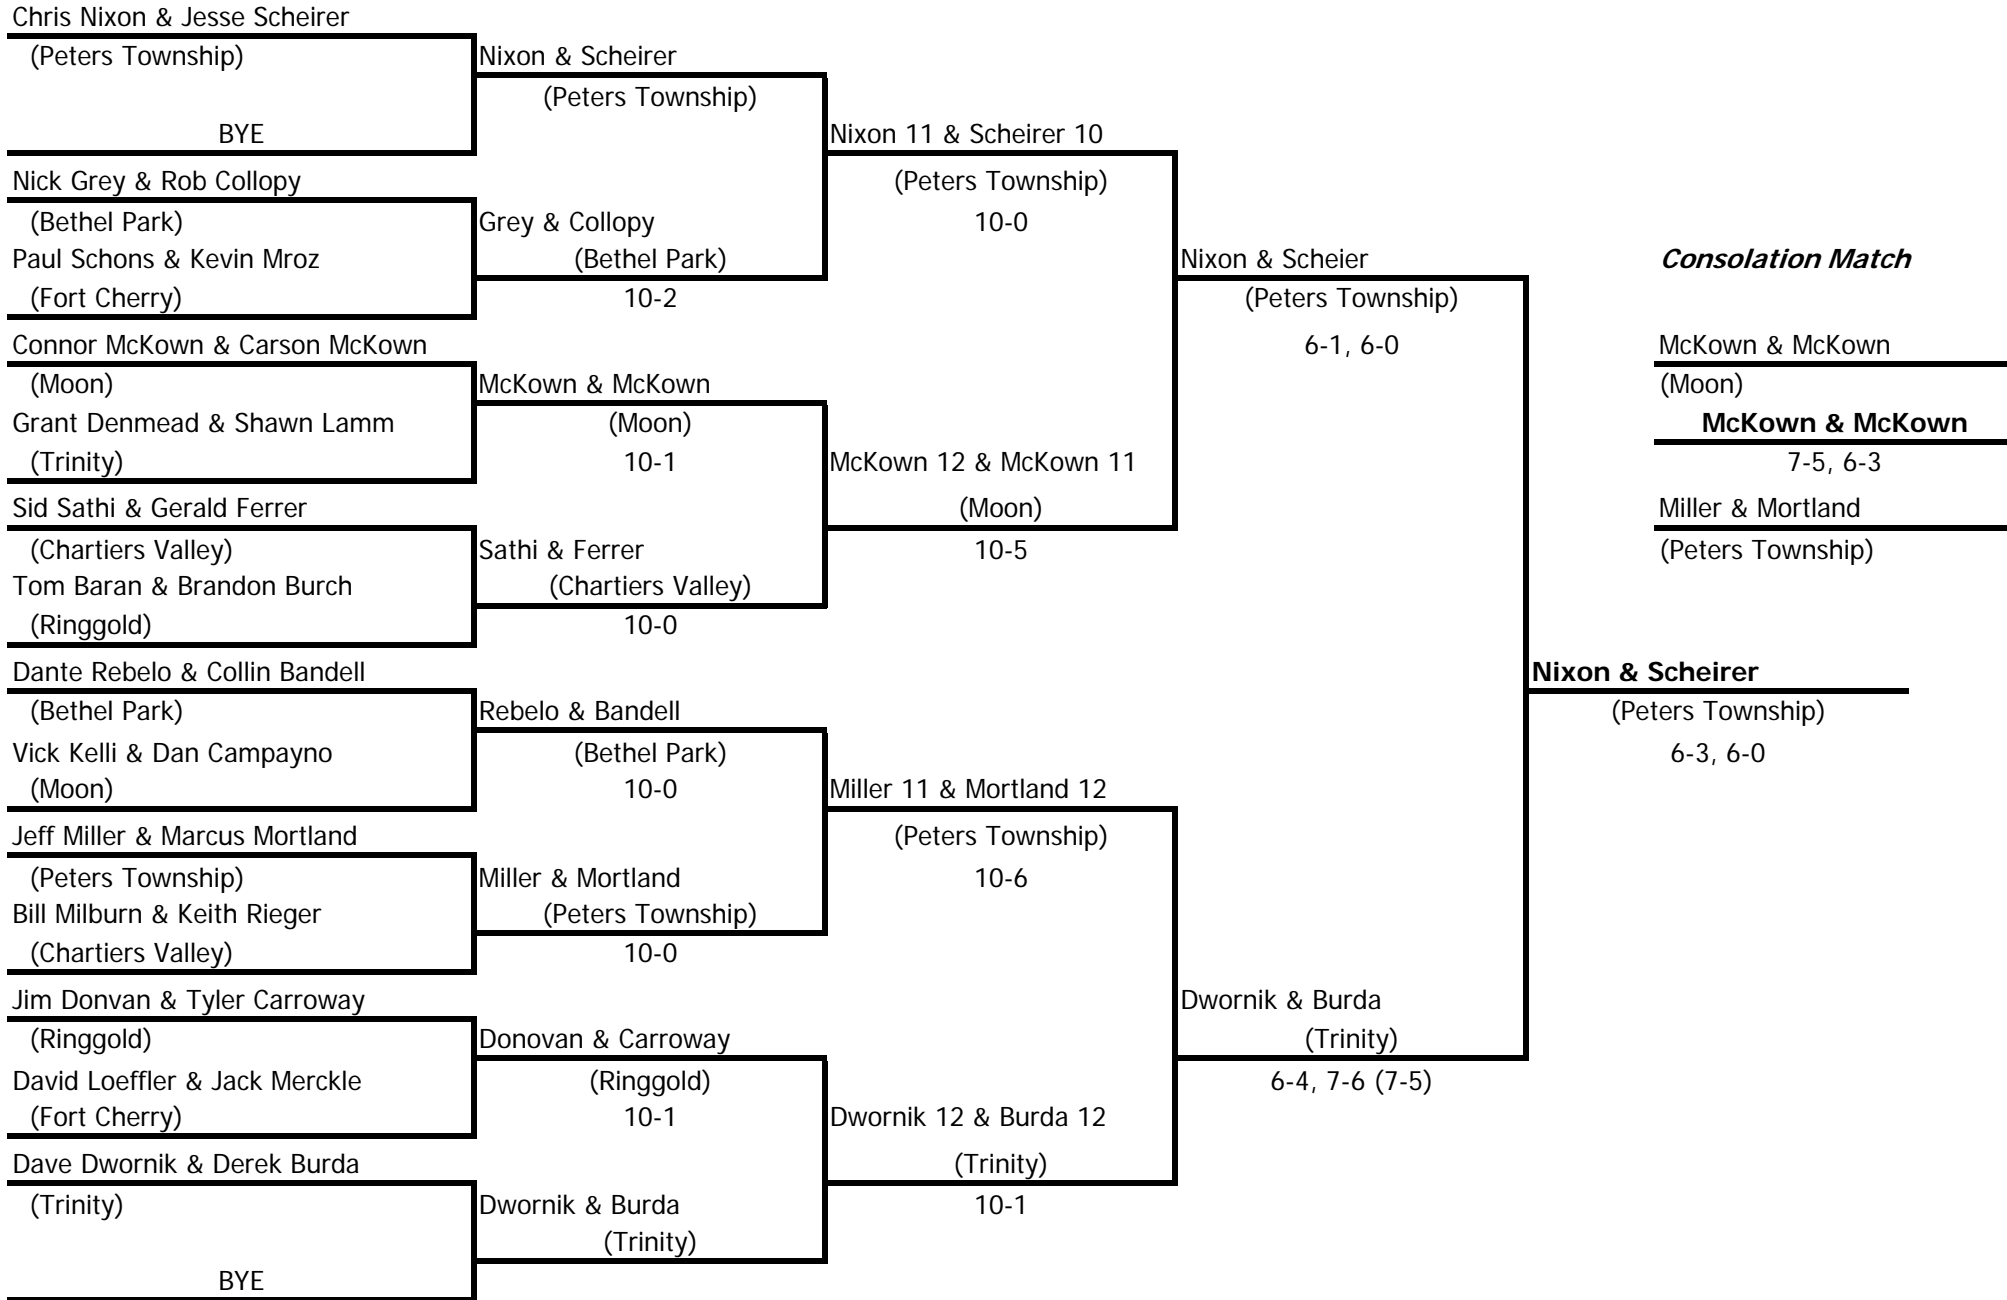 Chris Nixon & Jesse Scheirer
(Peters Township)
BYE
Nick Grey & Rob Collopy
(Bethel Park)
Paul Schons & Kevin Mroz
(Fort Cherry)
Connor McKown & Carson McKown
(Moon)
Grant Denmead & Shawn Lamm
(Trinity)
Sid Sathi & Gerald Ferrer
(Chartiers Valley)
Tom Baran & Brandon Burch
(Ringgold)
Dante Rebelo & Collin Bandell
(Bethel Park)
Vick Kelli & Dan Campayno
(Moon)
Jeff Miller & Marcus Mortland
(Peters Township)
Bill Milburn & Keith Rieger
(Chartiers Valley)
Jim Donvan & Tyler Carroway
(Ringgold)
David Loeffler & Jack Merckle
(Fort Cherry)
Dave Dwornik & Derek Burda
(Trinity)
BYE
Nixon & Scheirer
(Peters Township)
Grey & Collopy
(Bethel Park)
10-2
McKown & McKown
(Moon)
10-1
Sathi & Ferrer
(Chartiers Valley)
10-0
Rebelo & Bandell
(Bethel Park)
10-0
Miller & Mortland
(Peters Township)
10-0
Donovan & Carroway
(Ringgold)
10-1
Dwornik & Burda
(Trinity)
Nixon 11 & Scheirer 10
(Peters Township)
10-0
McKown 12 & McKown 11
(Moon)
10-5
Miller 11 & Mortland 12
(Peters Township)
10-6
Dwornik 12 & Burda 12
(Trinity)
10-1
Nixon & Scheier
(Peters Township)
6-1, 6-0
Dwornik & Burda
(Trinity)
6-4, 7-6 (7-5)
Nixon & Scheirer
(Peters Township)
6-3, 6-0
Consolation Match
McKown & McKown
(Moon)
McKown & McKown
7-5, 6-3
Miller & Mortland
(Peters Township)